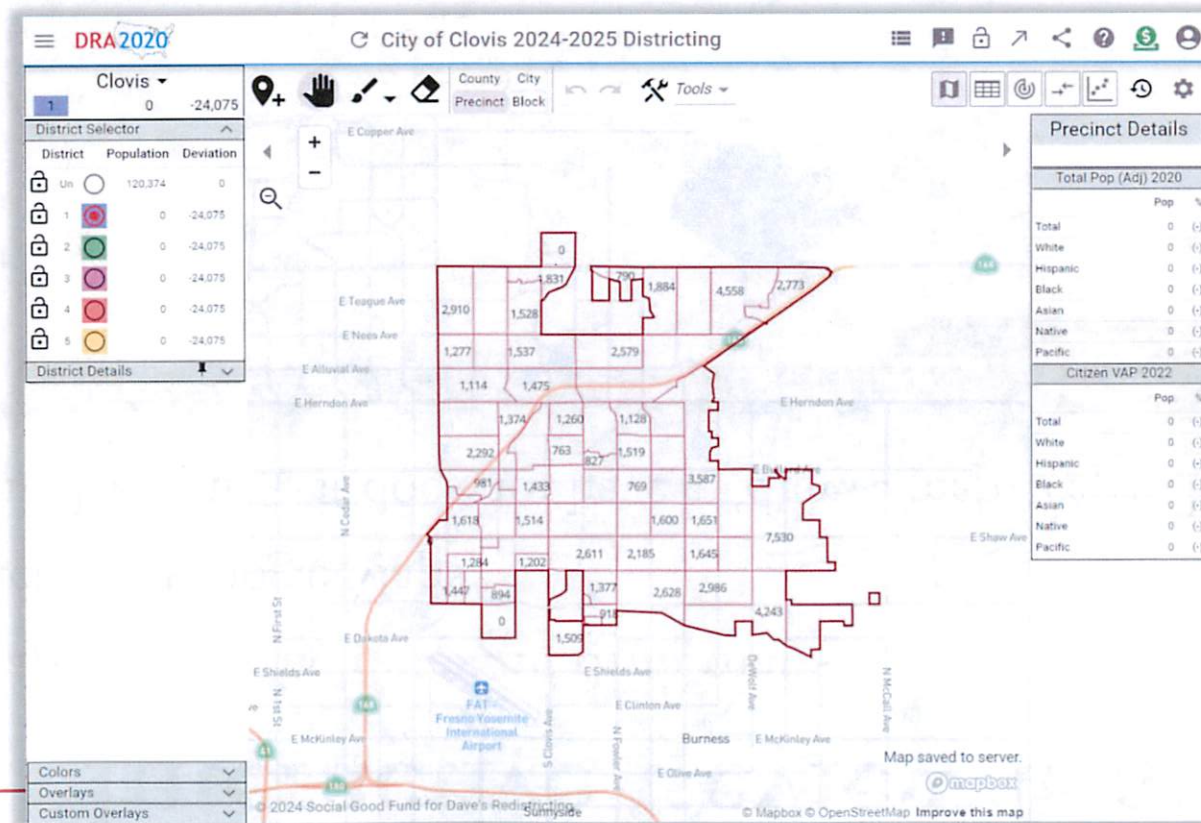 DRA2020
City of Clovis 2024-2025 Districting
Clovis
1 0 -24,075
County City
Precinct Block
Tools
District Selector
District Population Deviation
Un 120,374 0
1 0 -24,075
2 0 -24,075
3 0 -24,075
4 0 -24,075
5 0 -24,075
District Details
Colors
Overlays
Custom Overlays
+
−
E Copper Ave
0
1,831
290
1,884
4,558
2,773
168
E Teague Ave
2,910
1,528
E Nees Ave
1,277
1,537
2,579
E Alluvial Ave
1,114
1,475
E Herndon Ave
E Herndon Ave
1,374
1,260
1,128
2,292
763
827
1,519
E Bullard Ave
981
1,433
769
3,587
N Cedar Ave
1,618
1,514
1,600
1,651
7,530
E Shaw Ave
1,284
1,202
2,611
2,185
1,645
1,447
894
1,377
2,628
2,986
918
4,243
0
1,509
N First St
E Dakota Ave
E Shields Ave
E Shields Ave
N 1st St
FAT -
Fresno Yosemite
International
Airport
E Clinton Ave
DeWolf Ave
N McCall Ave
168
S Clovis Ave
N Fowler Ave
E McKinley Ave
Burness
E McKinley Ave
41
180
E Olive Ave
Sunnyside
Map saved to server.
mapbox
© 2024 Social Good Fund for Dave's Redistricting
© Mapbox © OpenStreetMap Improve this map
Precinct Details
Total Pop (Adj) 2020
Pop %
Total 0 (-)
White 0 (-)
Hispanic 0 (-)
Black 0 (-)
Asian 0 (-)
Native 0 (-)
Pacific 0 (-)
Citizen VAP 2022
Pop %
Total 0 (-)
White 0 (-)
Hispanic 0 (-)
Black 0 (-)
Asian 0 (-)
Native 0 (-)
Pacific 0 (-)